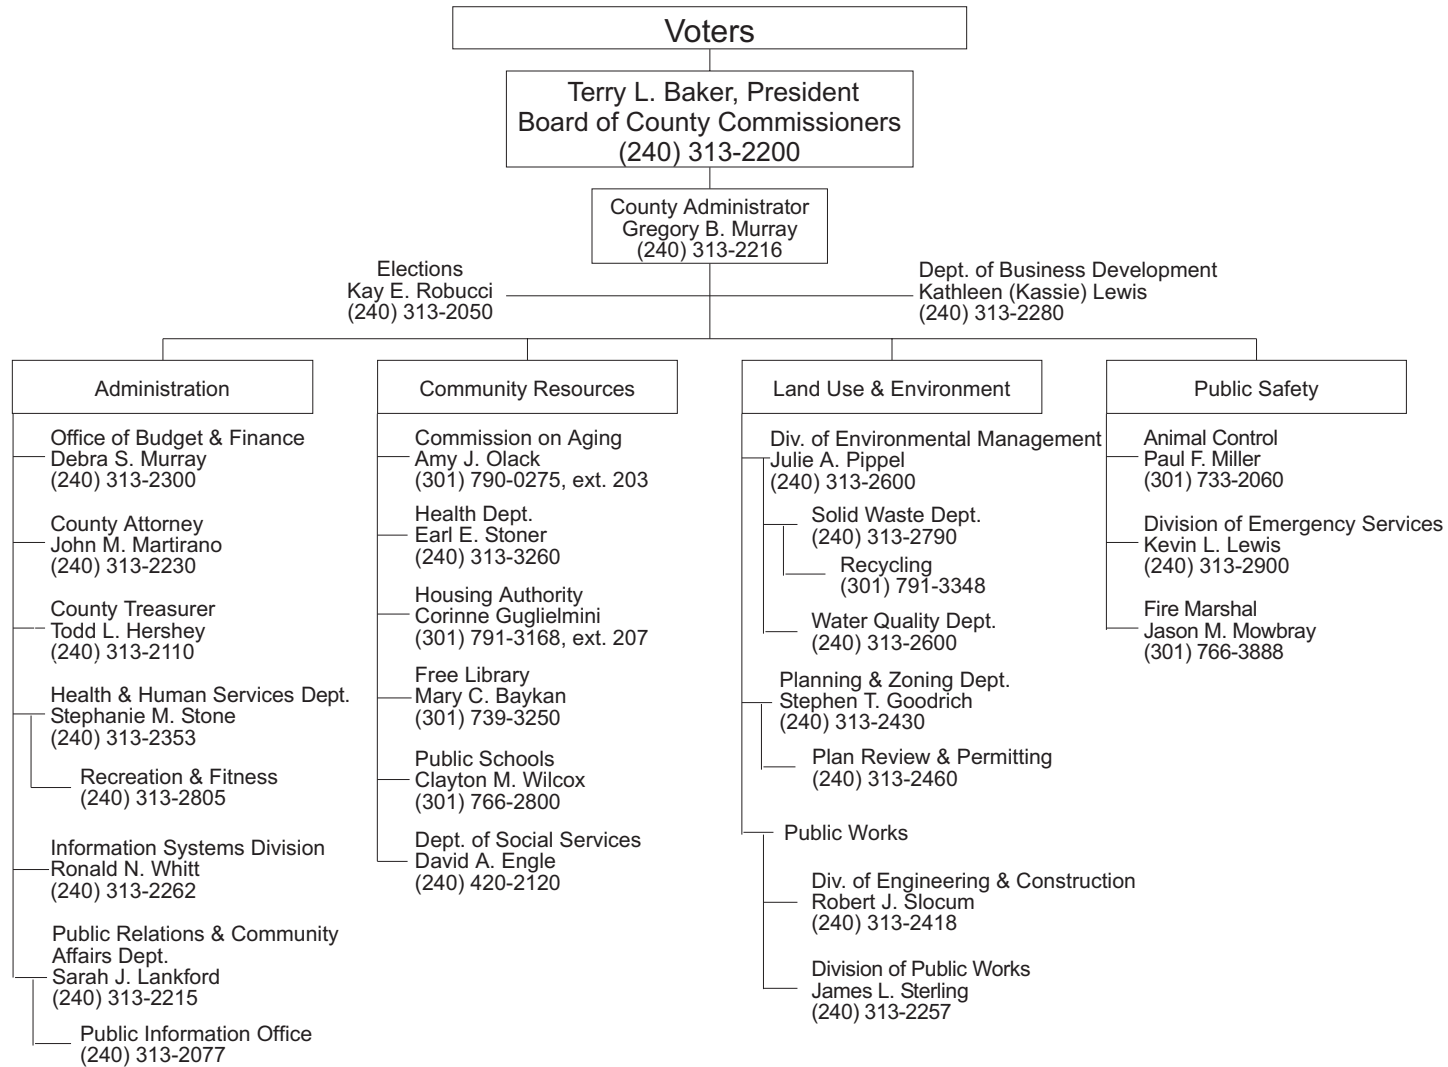 Voters
Terry L. Baker, President
Board of County Commissioners
(240) 313-2200
County Administrator
Gregory B. Murray
(240) 313-2216
Elections
Kay E. Robucci
(240) 313-2050
Dept. of Business Development
Kathleen (Kassie) Lewis
(240) 313-2280
Administration
Office of Budget & Finance
Debra S. Murray
(240) 313-2300
County Attorney
John M. Martirano
(240) 313-2230
County Treasurer
Todd L. Hershey
(240) 313-2110
Health & Human Services Dept.
Stephanie M. Stone
(240) 313-2353
Recreation & Fitness
(240) 313-2805
Information Systems Division
Ronald N. Whitt
(240) 313-2262
Public Relations & Community
Affairs Dept.
Sarah J. Lankford
(240) 313-2215
Public Information Office
(240) 313-2077
Community Resources
Commission on Aging
Amy J. Olack
(301) 790-0275, ext. 203
Health Dept.
Earl E. Stoner
(240) 313-3260
Housing Authority
Corinne Guglielmini
(301) 791-3168, ext. 207
Free Library
Mary C. Baykan
(301) 739-3250
Public Schools
Clayton M. Wilcox
(301) 766-2800
Dept. of Social Services
David A. Engle
(240) 420-2120
Land Use & Environment
Div. of Environmental Management
Julie A. Pippel
(240) 313-2600
Solid Waste Dept.
(240) 313-2790
Recycling
(301) 791-3348
Water Quality Dept.
(240) 313-2600
Planning & Zoning Dept.
Stephen T. Goodrich
(240) 313-2430
Plan Review & Permitting
(240) 313-2460
Public Works
Div. of Engineering & Construction
Robert J. Slocum
(240) 313-2418
Division of Public Works
James L. Sterling
(240) 313-2257
Public Safety
Animal Control
Paul F. Miller
(301) 733-2060
Division of Emergency Services
Kevin L. Lewis
(240) 313-2900
Fire Marshal
Jason M. Mowbray
(301) 766-3888